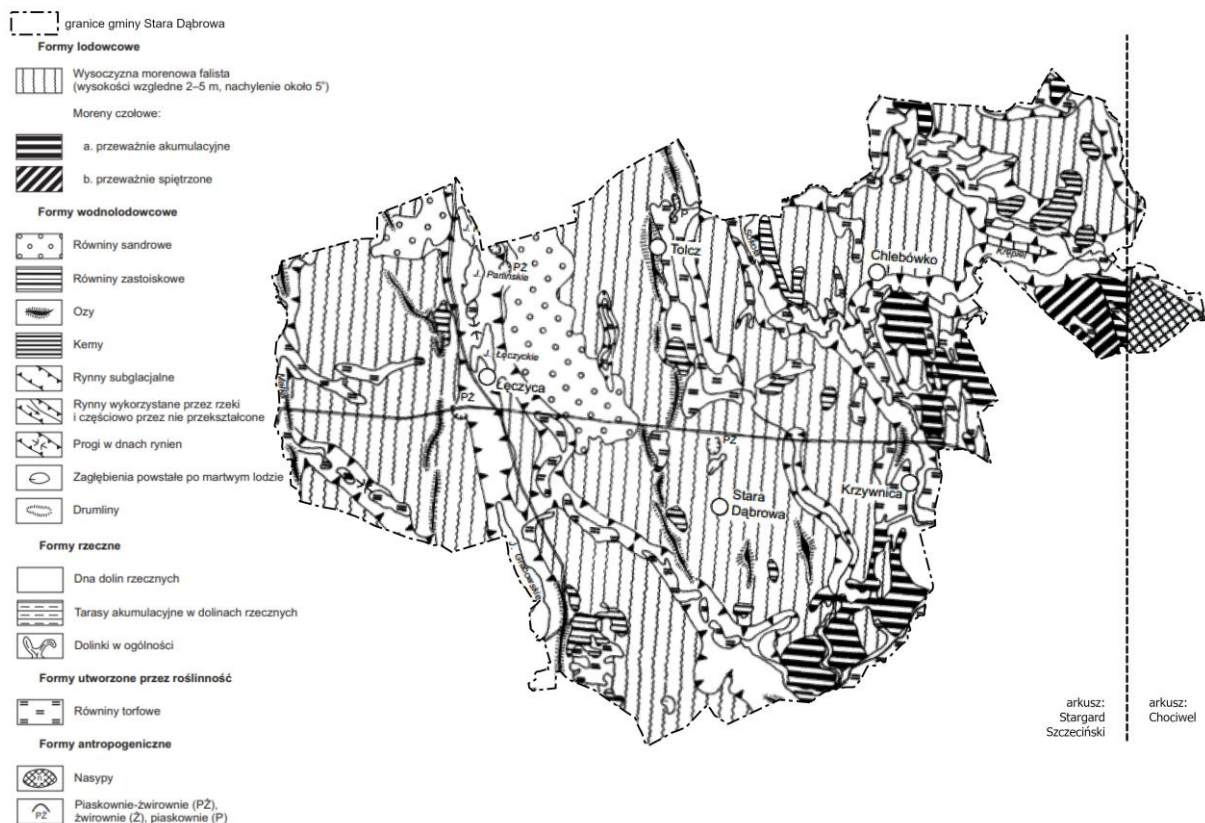 granice gminy Stara Dąbrowa
Formy lodowcowe
Wysoczyzna morenowa falista
(wysokości względne 2–5 m, nachylenie około 5°)
Moreny czołowe:
a. przeważnie akumulacyjne
b. przeważnie spiętrzone
Formy wodnolodowcowe
Równiny sandrowe
Równiny zastoiskowe
Ozy
Kemy
Rynny subglacjalne
Rynny wykorzystane przez rzeki
i częściowo przez nie przekształcone
Progi w dnach rynien
Zagłębienia powstałe po martwym lodzie
Drumliny
Formy rzeczne
Dna dolin rzecznych
Tarasy akumulacyjne w dolinach rzecznych
Dolinki w ogólności
Formy utworzone przez roślinność
Równiny torfowe
Formy antropogeniczne
n
Nasypy
PŻ
Piaskownie-żwirownie (PŻ),
żwirownie (Ż), piaskownie (P)
P
Tolcz
Sokola
Chlebówko
Krąpiel
PŻ
J. Parlińskie
J. Łęczyckie
Łęczyca
PŻ
PŻ
Krzywnica
Stara
Dąbrowa
J. Grabowskie
arkusz:
Stargard
Szczeciński
arkusz:
Chociwel